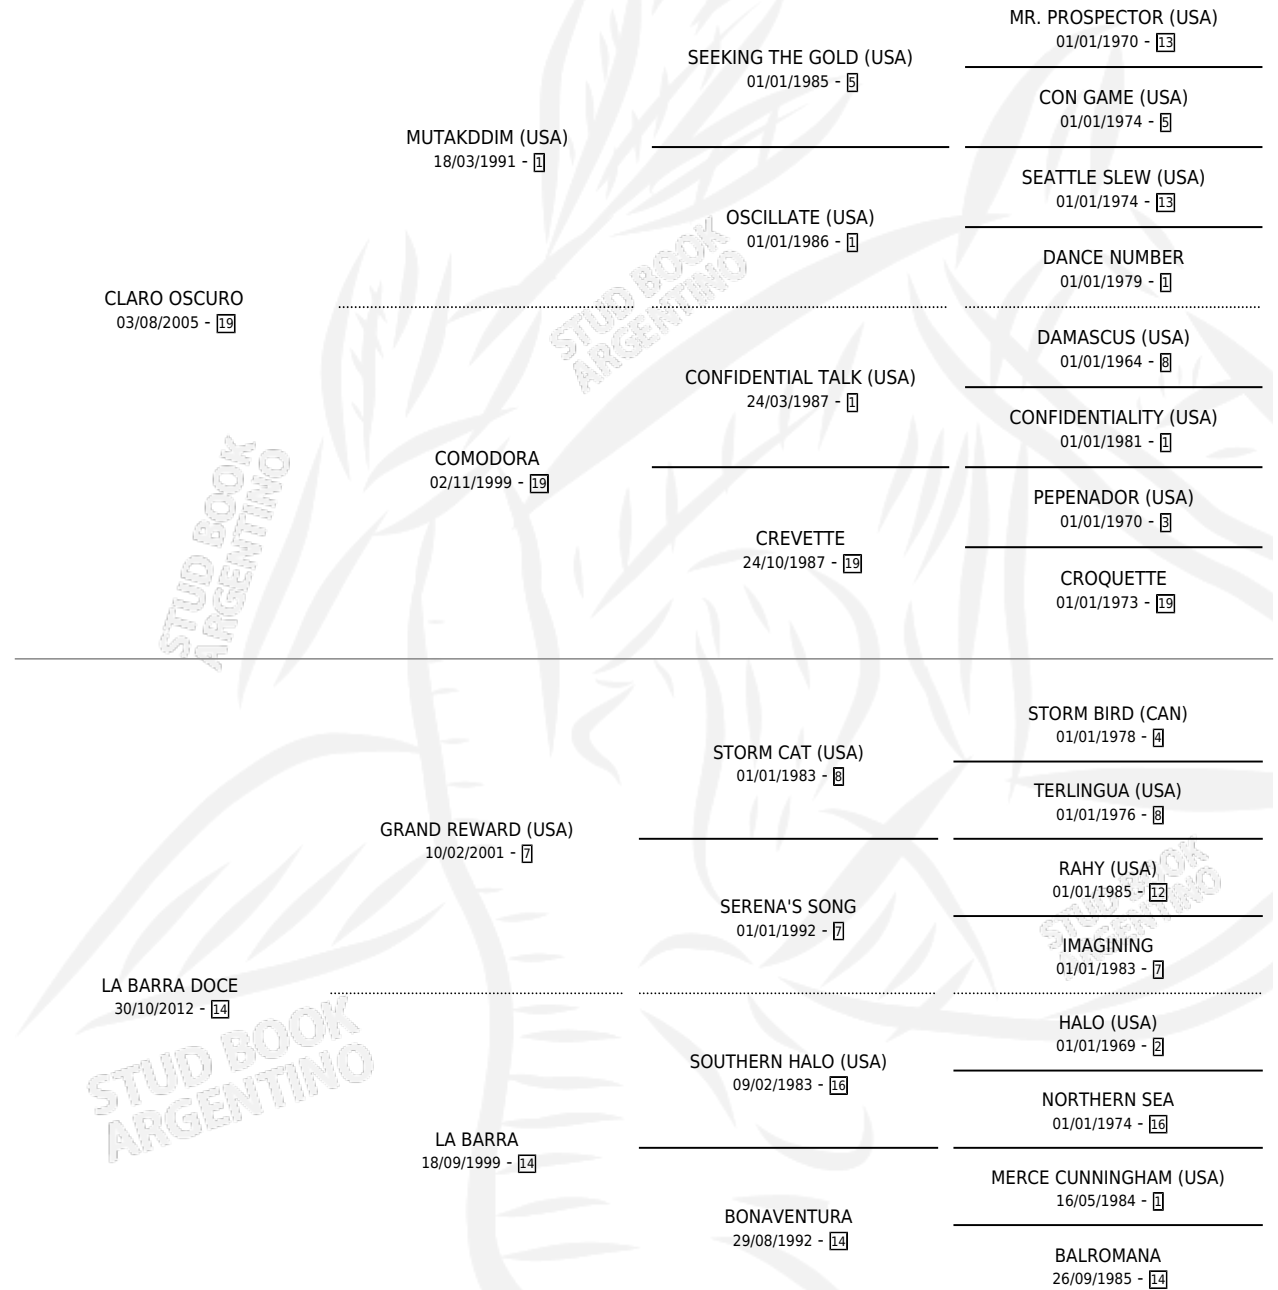 MR. PROSPECTOR (USA)
01/01/1970 - 13
SEEKING THE GOLD (USA)
01/01/1985 - 5
CON GAME (USA)
01/01/1974 - 5
MUTAKDDIM (USA)
18/03/1991 - 1
SEATTLE SLEW (USA)
01/01/1974 - 13
OSCILLATE (USA)
01/01/1986 - 1
DANCE NUMBER
01/01/1979 - 1
CLARO OSCURO
03/08/2005 - 19
STUD BOOK
ARGENTINO
DAMASCUS (USA)
01/01/1964 - 8
CONFIDENTIAL TALK (USA)
24/03/1987 - 1
CONFIDENTIALITY (USA)
01/01/1981 - 1
COMODORA
02/11/1999 - 19
PEPENADOR (USA)
01/01/1970 - 3
CREVETTE
24/10/1987 - 19
CROQUETTE
01/01/1973 - 19
STUD BOOK
ARGENTINO
STORM BIRD (CAN)
01/01/1978 - 4
STORM CAT (USA)
01/01/1983 - 8
TERLINGUA (USA)
01/01/1976 - 8
GRAND REWARD (USA)
10/02/2001 - 7
RAHY (USA)
01/01/1985 - 12
SERENA'S SONG
01/01/1992 - 7
IMAGINING
01/01/1983 - 7
STUD BOOK
ARGENTINO
LA BARRA DOCE
30/10/2012 - 14
STUD BOOK
ARGENTINO
HALO (USA)
01/01/1969 - 2
SOUTHERN HALO (USA)
09/02/1983 - 16
NORTHERN SEA
01/01/1974 - 16
LA BARRA
18/09/1999 - 14
MERCE CUNNINGHAM (USA)
16/05/1984 - 1
BONAVENTURA
29/08/1992 - 14
BALROMANA
26/09/1985 - 14